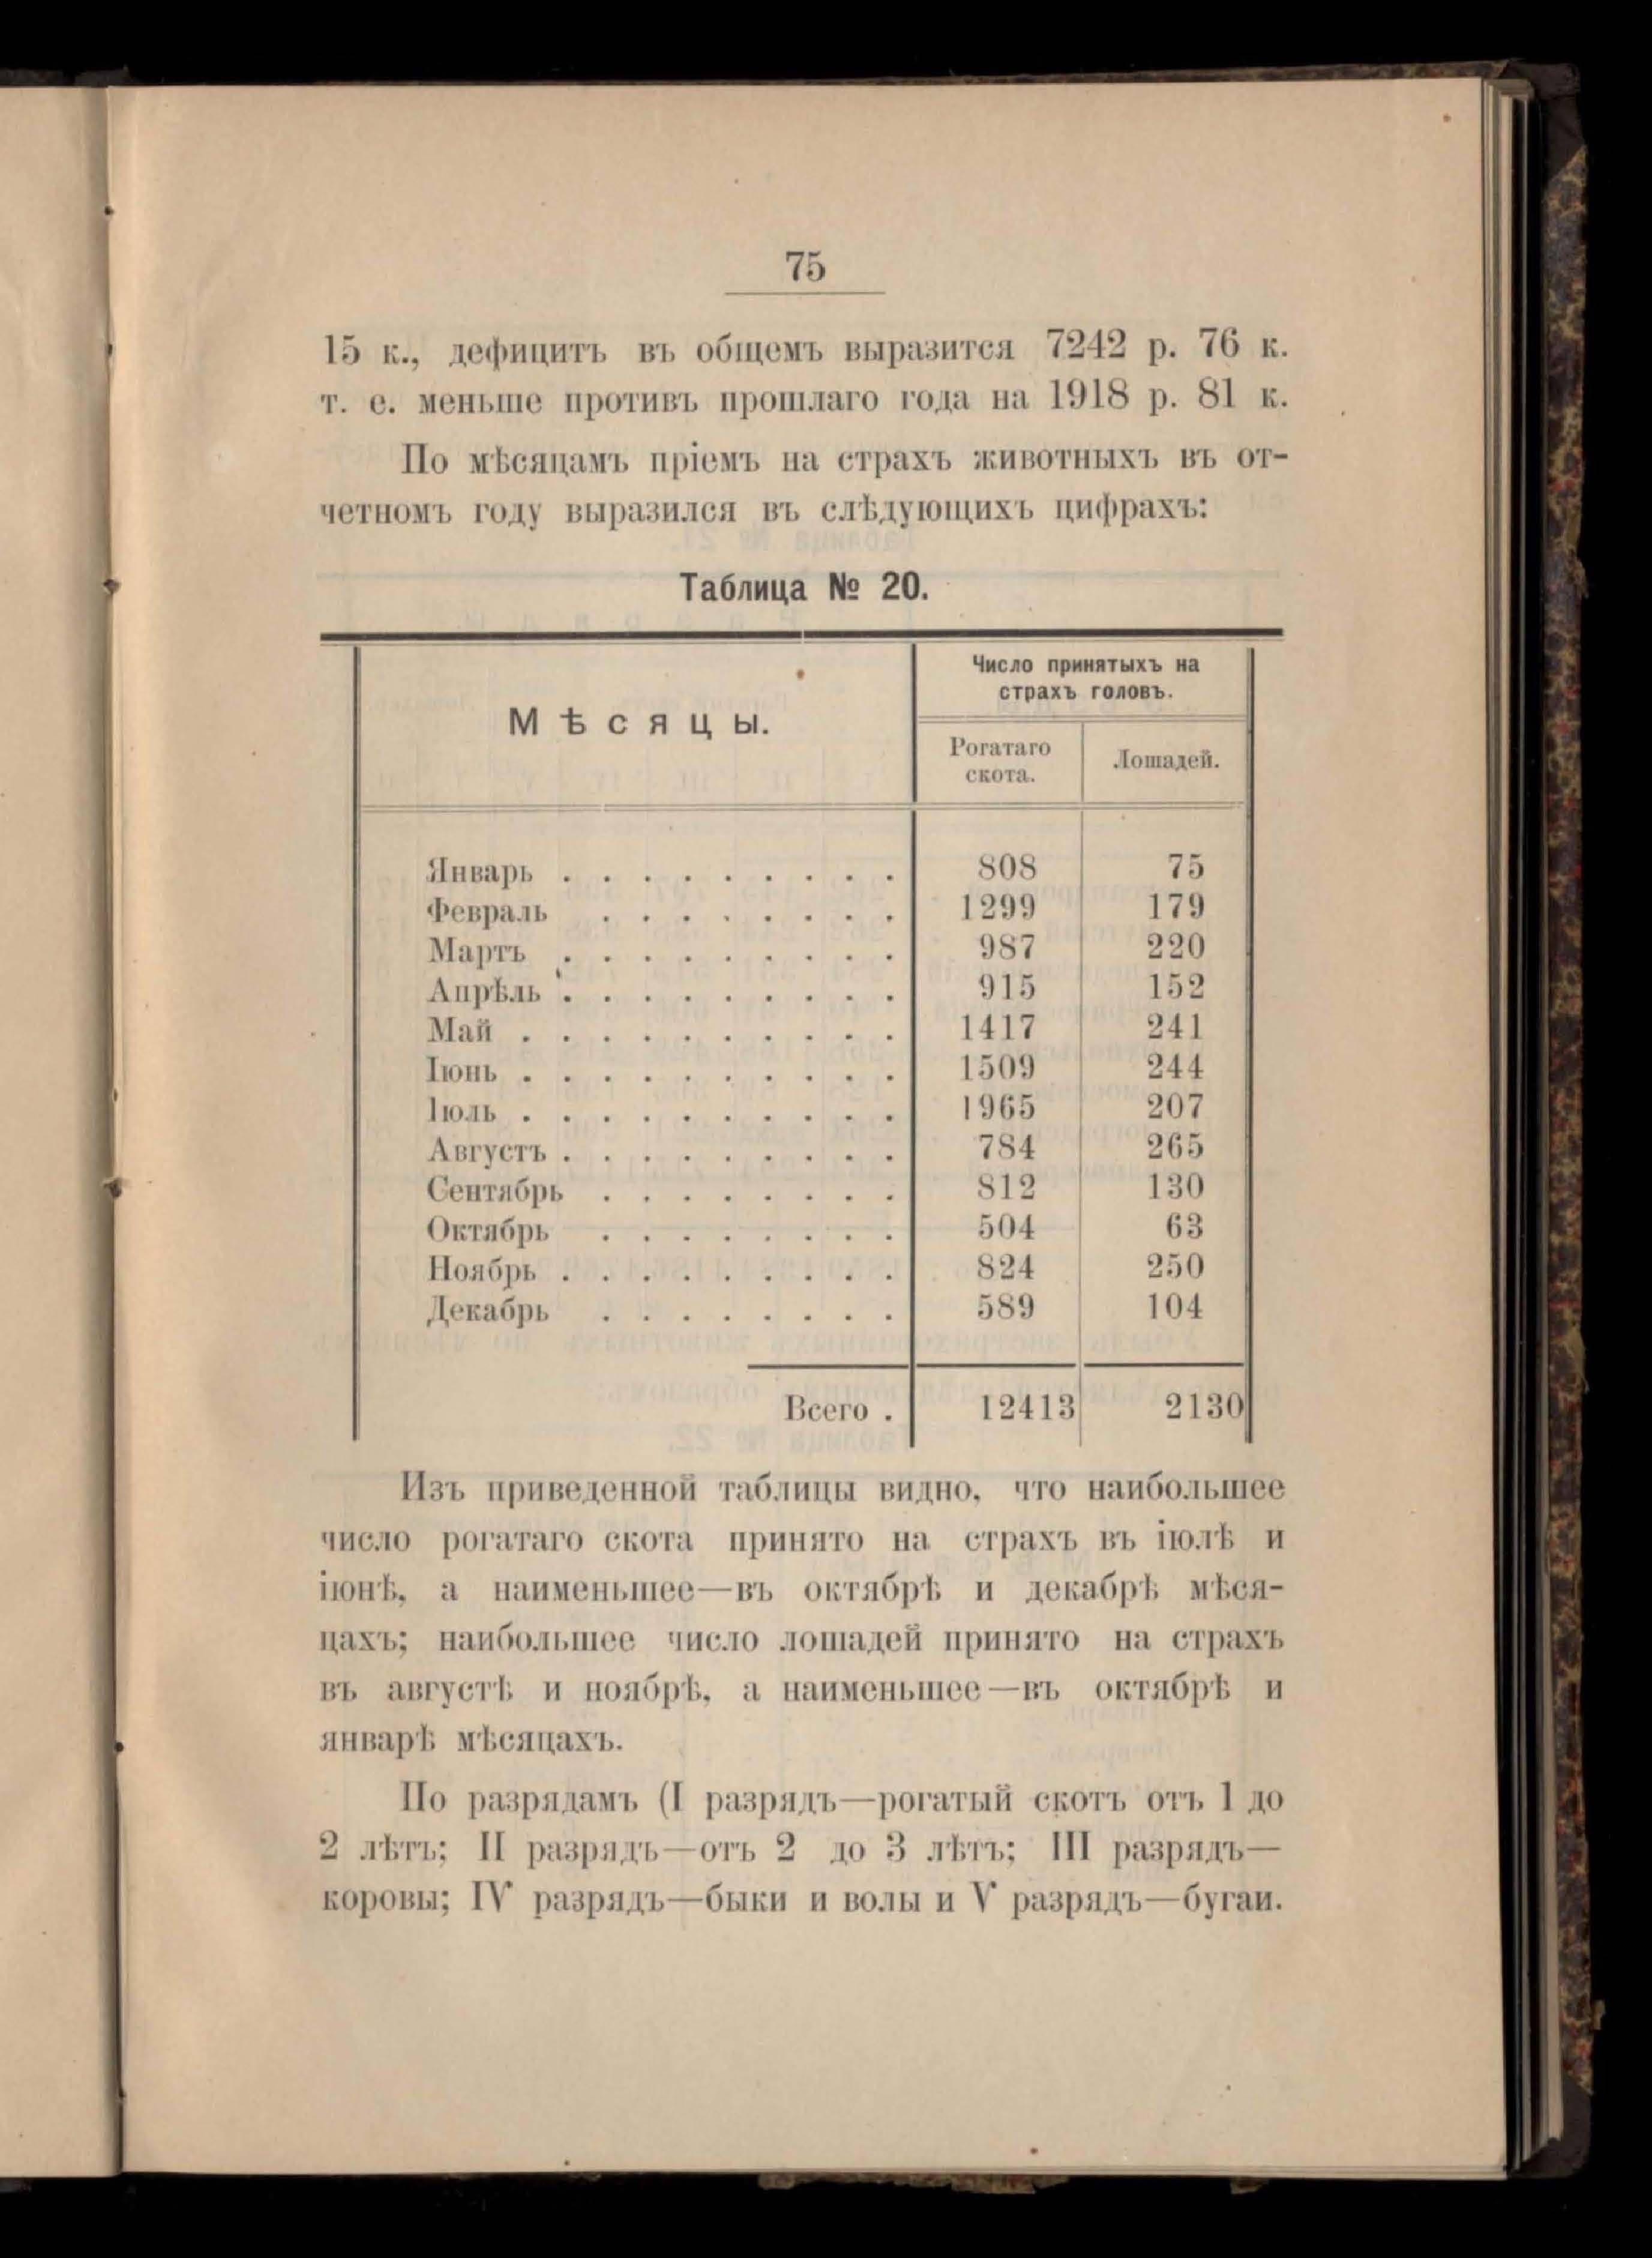 75
15 к., дефицитъ въ общемъ выразится 7242 р. 76 к.
т. е. меньше противъ прошлаго года на 1918 р. 81 к.
По мѣсяцамъ пріемъ на страхъ животныхъ въ от-
четномъ году выразился въ слѣдующихъ цифрахъ:
Таблица № 20.
Мѣсяцы.
Число принятыхъ на
страхъ головъ.
Рогатаго
скота.
Лошадей.
Январь . . . . . . . . . 808 75
Февраль . . . . . . . . 1299 179
Мартъ . . . . . . . . . 987 220
Апрѣль . . . . . . . . . 915 152
Май . . . . . . . . . . 1417 241
Іюнь . . . . . . . . . . 1509 244
Іюль . . . . . . . . . . 1965 207
Августъ . . . . . . . . . 784 265
Сентябрь . . . . . . . . 812 130
Октябрь . . . . . . . . 504 63
Ноябрь . . . . . . . . . 824 250
Декабрь . . . . . . . . 589 104
Всего . 12413 2130
Изъ приведенной таблицы видно, что наибольшее
число рогатаго скота принято на страхъ въ іюлѣ и
іюнѣ, а наименьшее—въ октябрѣ и декабрѣ мѣся-
цахъ; наибольшее число лошадей принято на страхъ
въ августѣ и ноябрѣ, а наименьшее—въ октябрѣ и
январѣ мѣсяцахъ.
По разрядамъ (I разрядъ—рогатый скотъ отъ 1 до
2 лѣтъ; II разрядъ—отъ 2 до 3 лѣтъ; III разрядъ—
коровы; IV разрядъ—быки и волы и V разрядъ—бугаи.